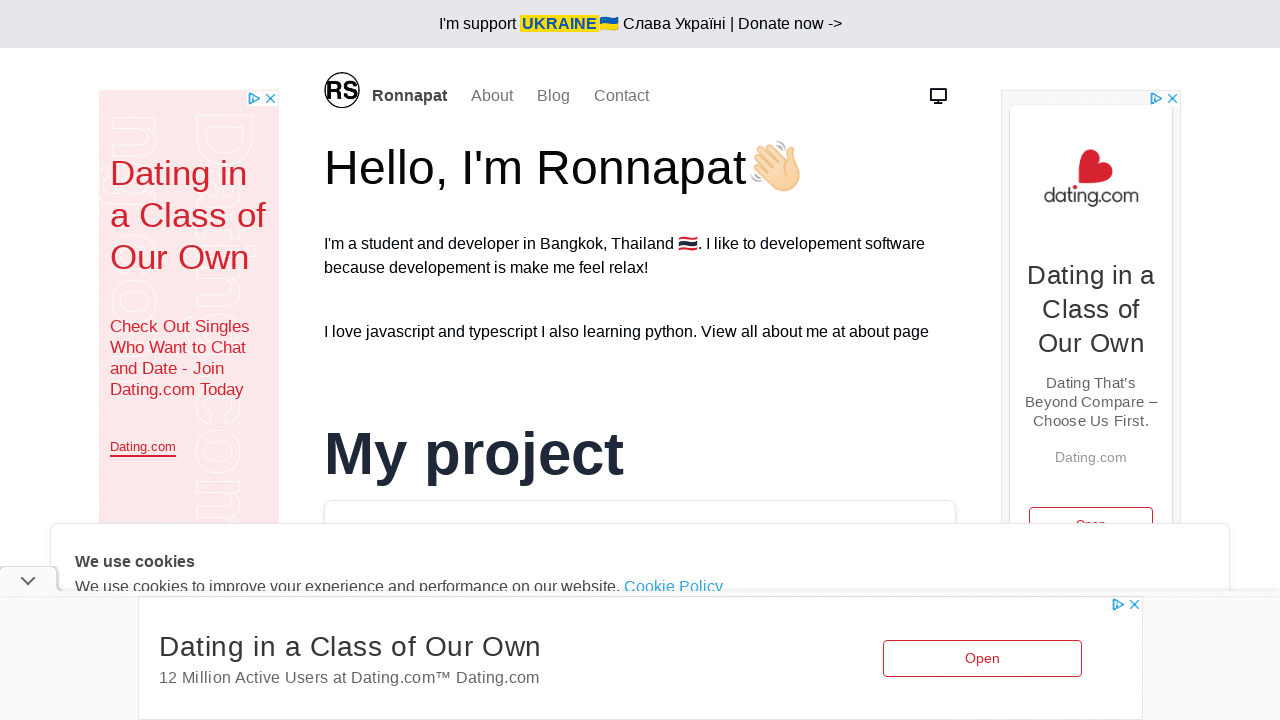 I'm support UKRAINE🇺🇦 Слава Україні | Donate now ->
RS Ronnapat About Blog Contact
Hello, I'm Ronnapat👋🏻
I'm a student and developer in Bangkok, Thailand 🇹🇭. I like to developement software
because developement is make me feel relax!
I love javascript and typescript I also learning python. View all about me at about page
My project
Dating in
a Class of
Our Own
Check Out Singles
Who Want to Chat
and Date - Join
Dating.com Today
Dating.com
dating.com
Dating in a
Class of
Our Own
Dating That's
Beyond Compare –
Choose Us First.
Dating.com
Open
We use cookies
We use cookies to improve your experience and performance on our website. Cookie Policy
Dating in a Class of Our Own
12 Million Active Users at Dating.com™ Dating.com
Open